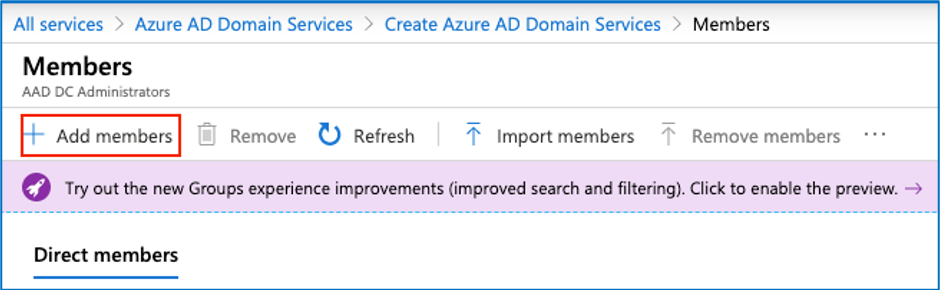 All services > Azure AD Domain Services > Create Azure AD Domain Services > Members
Members
AAD DC Administrators
+ Add members Remove Refresh Import members Remove members ...
Try out the new Groups experience improvements (improved search and filtering). Click to enable the preview. →
Direct members